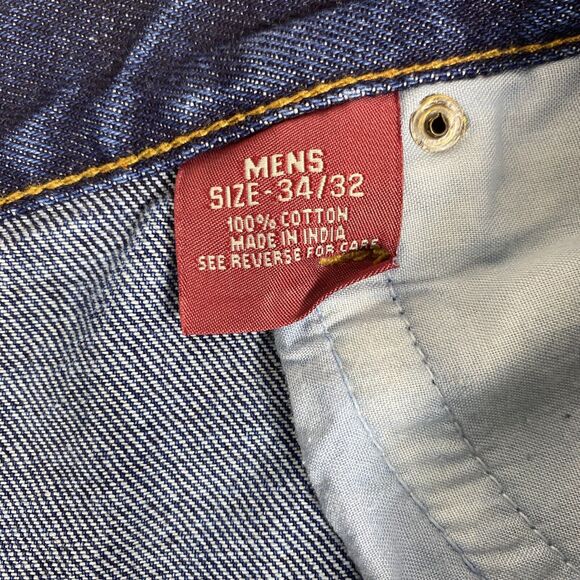 MENS
SIZE-34/32
100% COTTON
MADE IN INDIA
SEE REVERSE FOR CARE